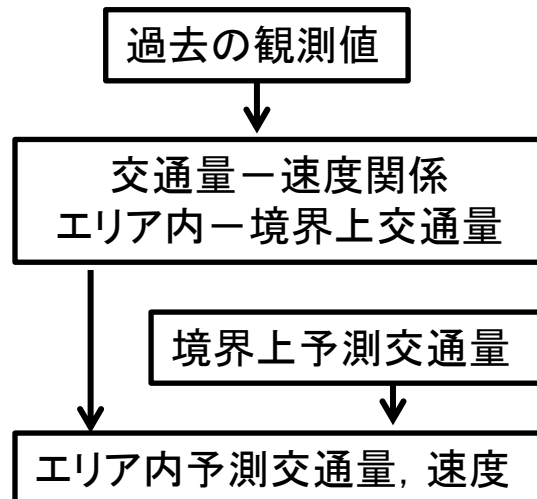 過去の観測値
交通量－速度関係
エリア内－境界上交通量
境界上予測交通量
エリア内予測交通量，速度